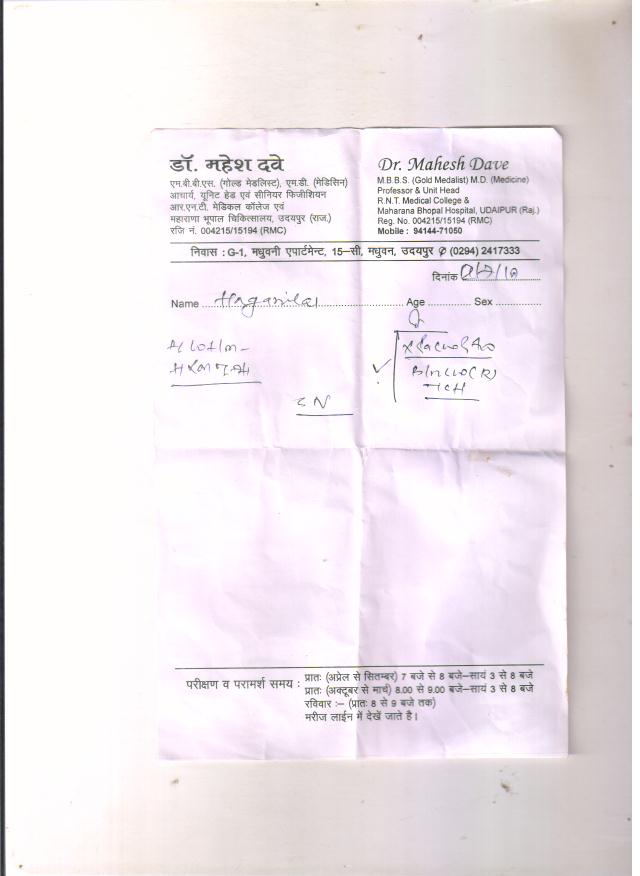 डॉ. महेश दवे
एम.बी.बी.एस. (गोल्ड मेडलिस्ट), एम.डी. (मेडिसिन)
आचार्य, यूनिट हेड एवं सीनियर फिजीशियन
आर.एन.टी. मेडिकल कॉलेज एवं
महाराणा भूपाल चिकित्सालय, उदयपुर (राज.)
रजि नं. 004215/15194 (RMC)
Dr. Mahesh Dave
M.B.B.S. (Gold Medalist) M.D. (Medicine)
Professor & Unit Head
R.N.T. Medical College &
Maharana Bhopal Hospital, UDAIPUR (Raj.)
Reg. No. 004215/15194 (RMC)
Mobile : 94144-71050
निवास : G-1, मधुवनी एपार्टमेन्ट, 15-सी, मधुवन, उदयपुर ✆ (0294) 2417333
दिनांक
Name Age Sex
परीक्षण व परामर्श समय : प्रातः (अप्रेल से सितम्बर) 7 बजे से 8 बजे-सायं 3 से 8 बजे
प्रातः (अक्टूबर से मार्च) 8.00 से 9.00 बजे-सायं 3 से 8 बजे
रविवार :- (प्रातः 8 से 9 बजे तक)
मरीज लाईन में देखें जाते है।